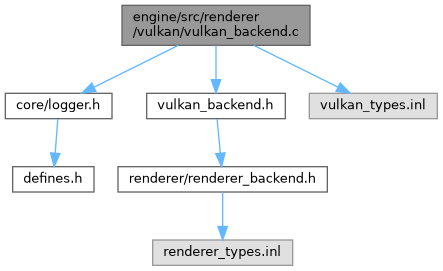 engine/src/renderer
/vulkan/vulkan_backend.c
core/logger.h
vulkan_backend.h
vulkan_types.inl
defines.h
renderer/renderer_backend.h
renderer_types.inl